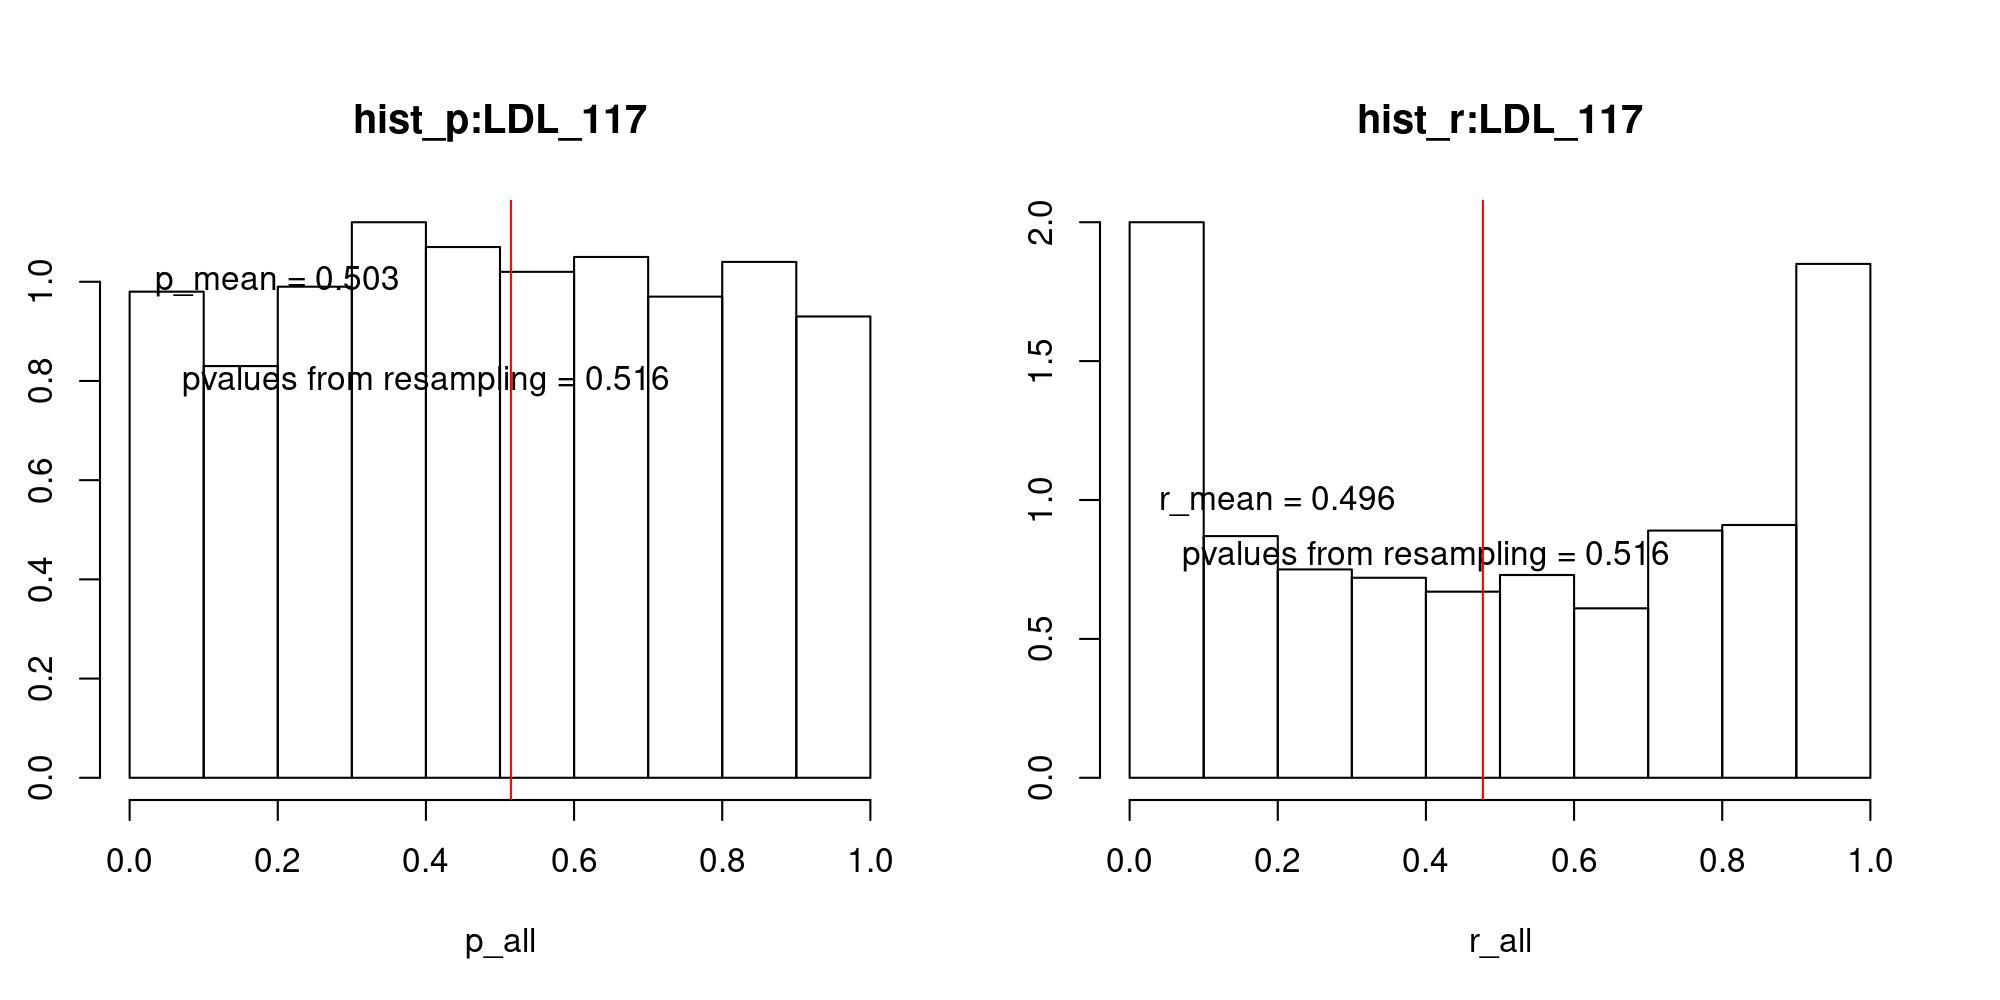 hist_p:LDL_117
p_mean = 0.503
pvalues from resampling = 0.516
1.0
0.8
0.6
0.4
0.2
0.0
0.0 0.2 0.4 0.6 0.8 1.0
p_all
hist_r:LDL_117
2.0
1.5
1.0
0.5
0.0
r_mean = 0.496
pvalues from resampling = 0.516
0.0 0.2 0.4 0.6 0.8 1.0
r_all